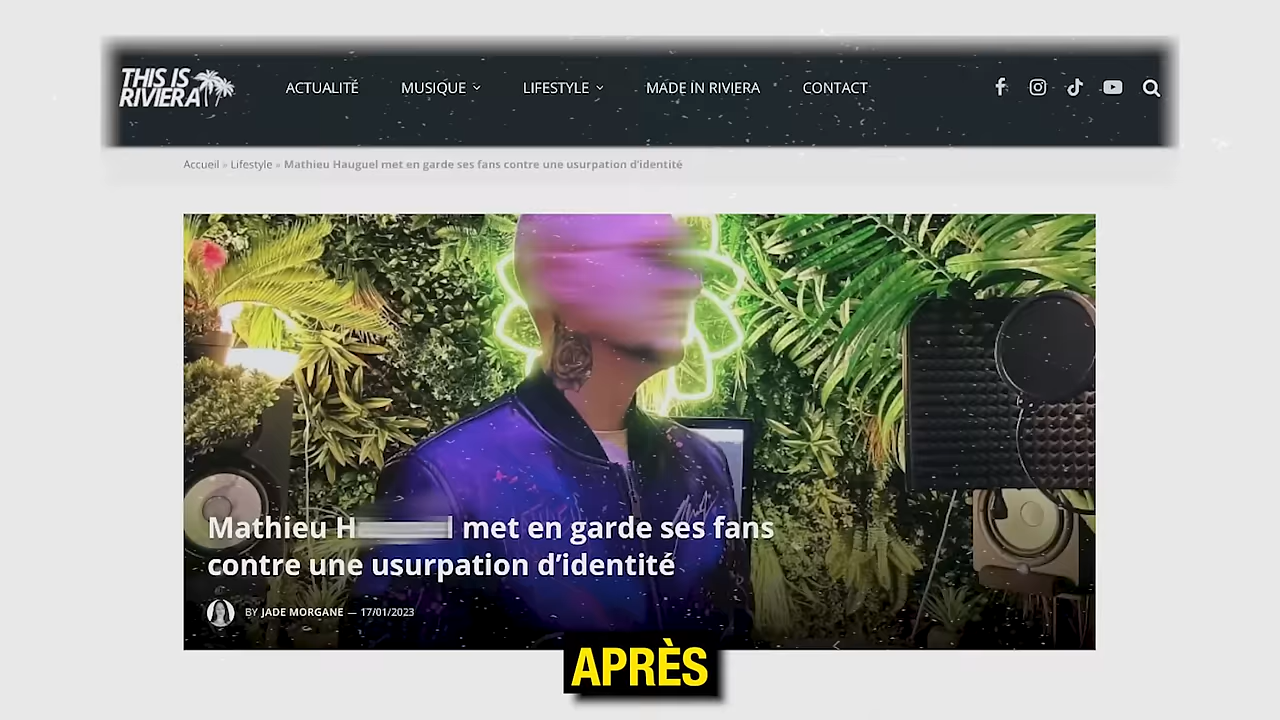 THIS IS
RIVIERA
ACTUALITÉ MUSIQUE LIFESTYLE MADE IN RIVIERA CONTACT
Accueil » Lifestyle » Mathieu Hauguel met en garde ses fans contre une usurpation d'identité
Mathieu H l met en garde ses fans
contre une usurpation d'identité
BY JADE MORGANE — 17/01/2023
APRÈS